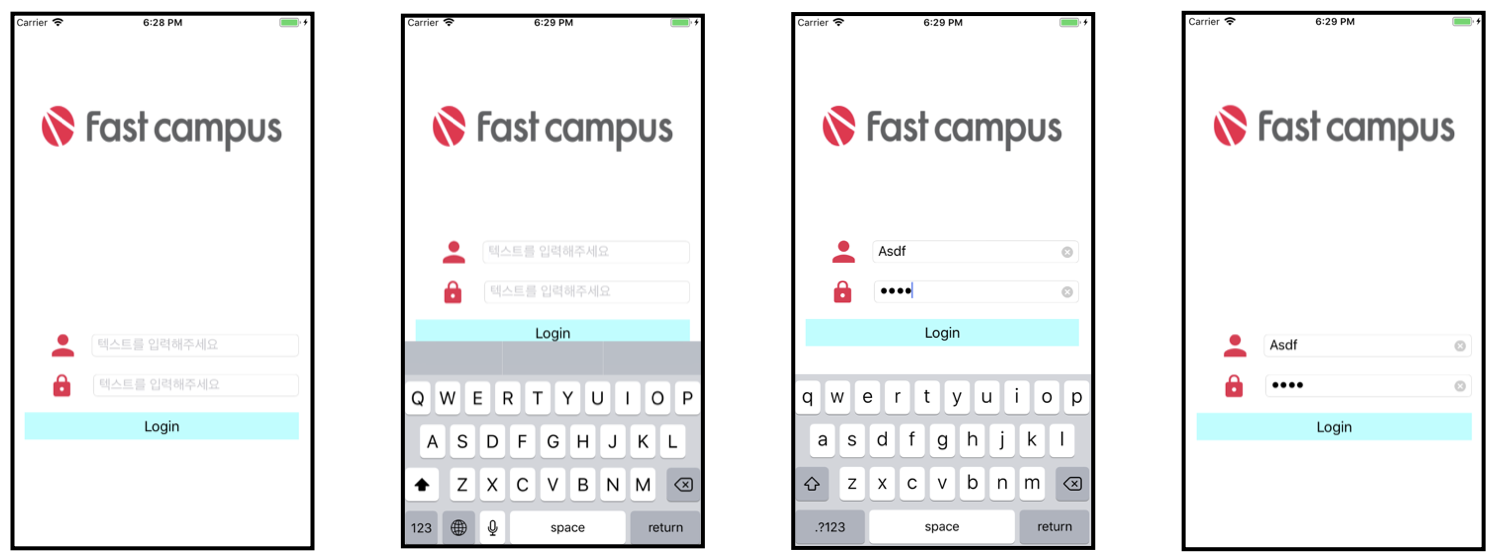 Carrier 6:28 PM
Fast campus
텍스트를 입력해주세요
텍스트를 입력해주세요
Login
Carrier 6:29 PM
Fast campus
텍스트를 입력해주세요
텍스트를 입력해주세요
Login
Q W E R T Y U I O P
A S D F G H J K L
Z X C V B N M
123 space return
Carrier 6:29 PM
Fast campus
Asdf
••••
Login
q w e r t y u i o p
a s d f g h j k l
z x c v b n m
.?123 space return
Carrier 6:29 PM
Fast campus
Asdf
••••
Login